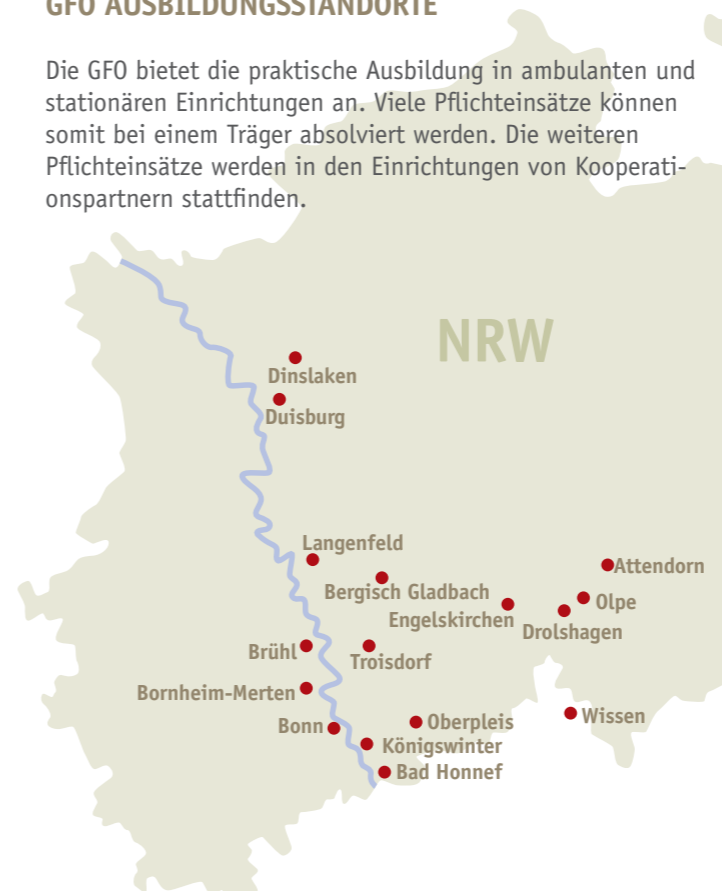 GFO AUSBILDUNGSSTANDORTE
Die GFO bietet die praktische Ausbildung in ambulanten und
stationären Einrichtungen an. Viele Pflichteinsätze können
somit bei einem Träger absolviert werden. Die weiteren
Pflichteinsätze werden in den Einrichtungen von Kooperati-
onspartnern stattfinden.
NRW
Dinslaken
Duisburg
Langenfeld
Attendorn
Bergisch Gladbach
Olpe
Engelskirchen
Drolshagen
Brühl
Troisdorf
Bornheim-Merten
Wissen
Oberpleis
Bonn
Königswinter
Bad Honnef